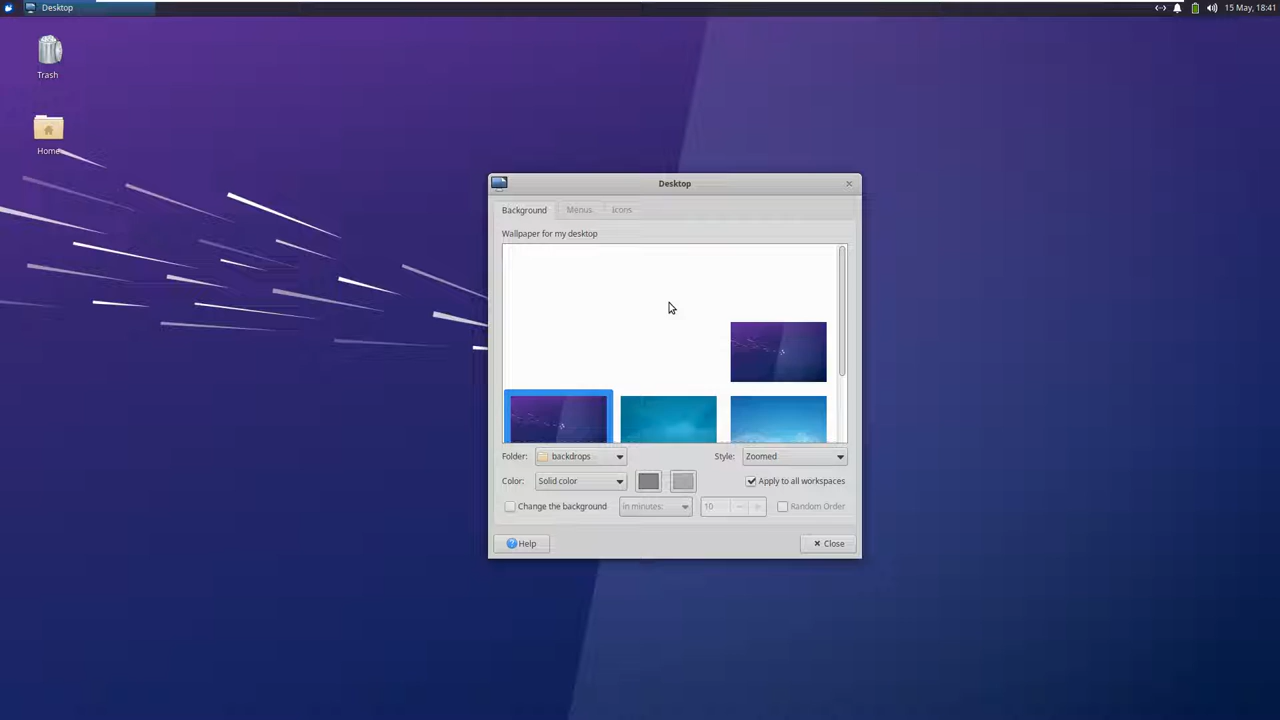 Desktop
15 May, 18:41
Trash
Home
Desktop
Background Menus Icons
Wallpaper for my desktop
Folder: backdrops Style: Zoomed
Color: Solid color Apply to all workspaces
Change the background in minutes: 10 Random Order
Help Close